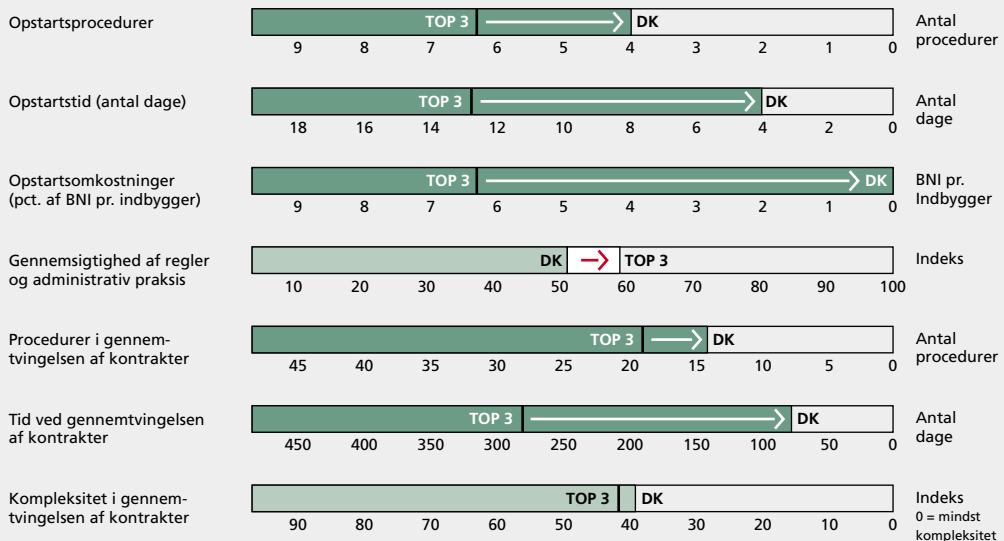 Opstartsprocedurer
TOP 3
DK
Antal
procedurer
9 8 7 6 5 4 3 2 1 0
Opstartstid (antal dage)
TOP 3
DK
Antal
dage
18 16 14 12 10 8 6 4 2 0
Opstartsomkostninger
(pct. af BNI pr. indbygger)
TOP 3
DK
BNI pr.
Indbygger
9 8 7 6 5 4 3 2 1 0
Gennemsigtighed af regler
og administrativ praksis
DK
TOP 3
Indeks
10 20 30 40 50 60 70 80 90 100
Procedurer i gennem-
tvingelsen af kontrakter
TOP 3
DK
Antal
procedurer
45 40 35 30 25 20 15 10 5 0
Tid ved gennemtvingelsen
af kontrakter
TOP 3
DK
Antal
dage
450 400 350 300 250 200 150 100 50 0
Kompleksitet i gennem-
tvingelsen af kontrakter
TOP 3
DK
Indeks
0 = mindst
kompleksitet
90 80 70 60 50 40 30 20 10 0